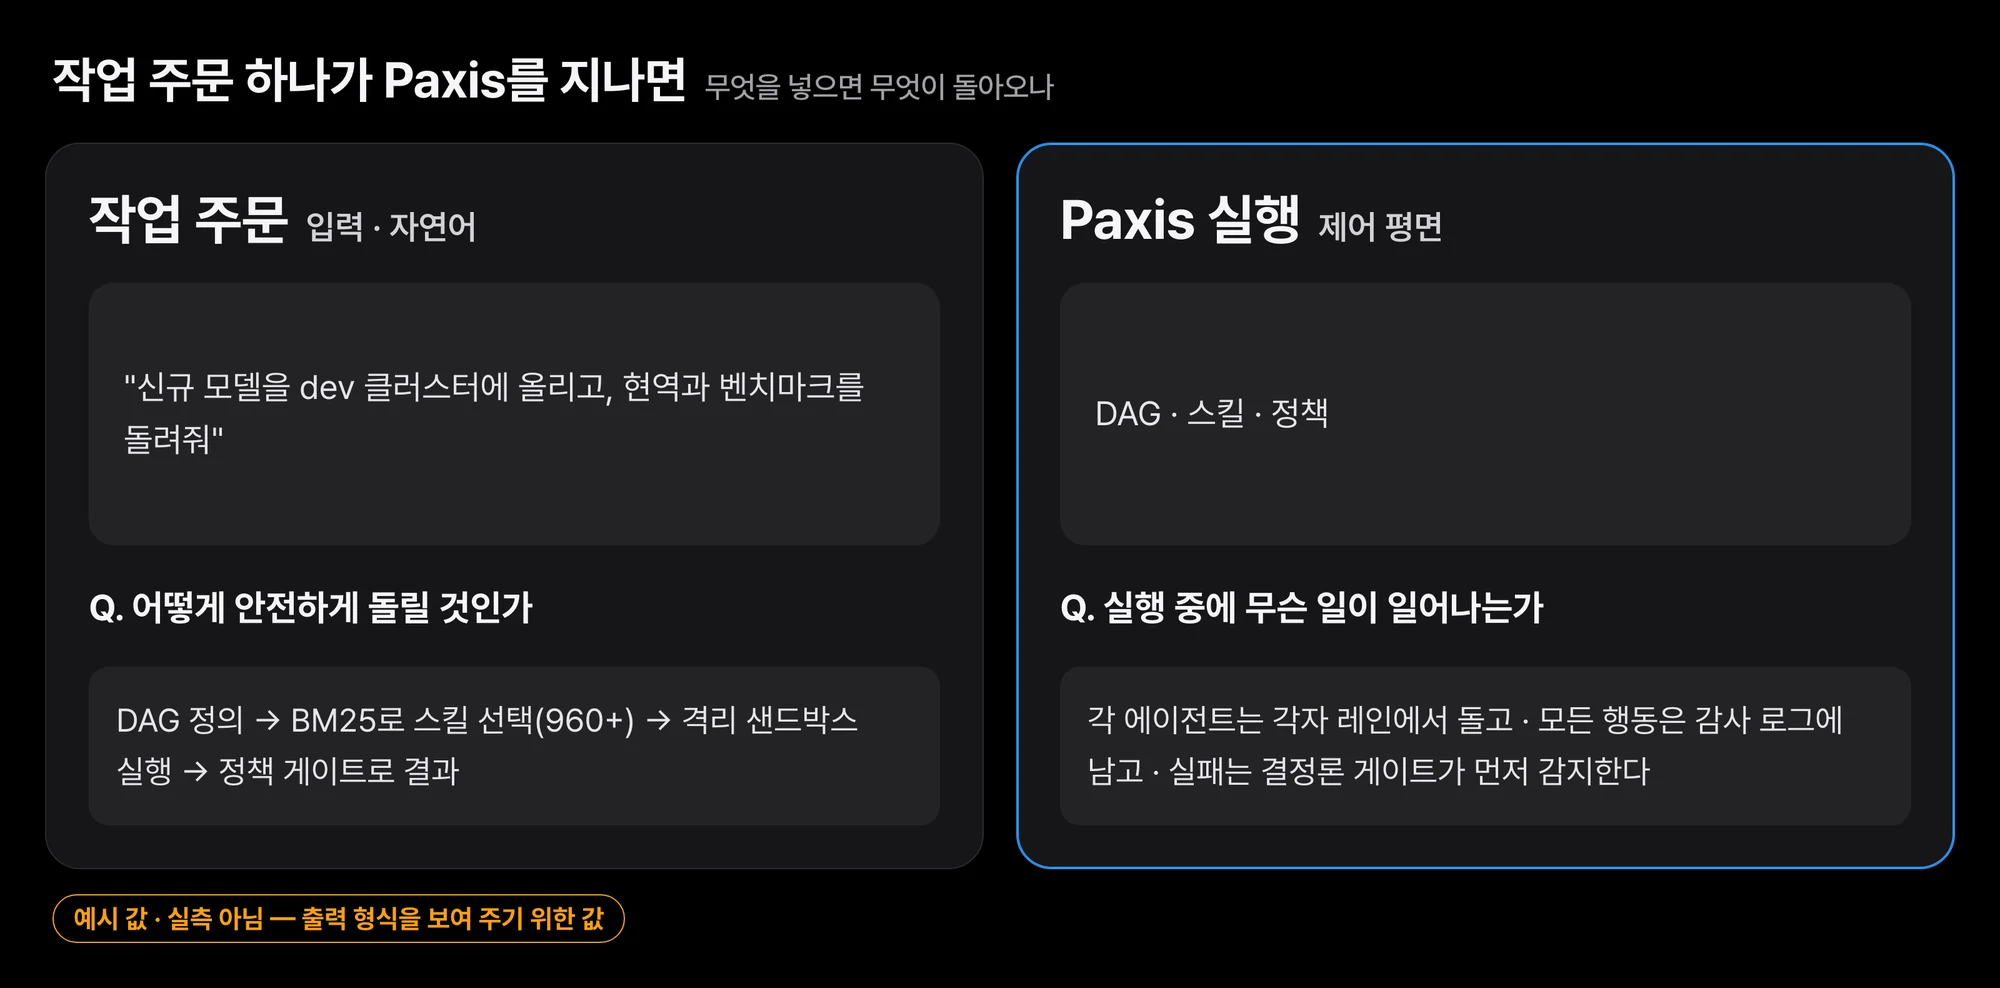 작업 주문 하나가 Paxis를 지나면 무엇을 넣으면 무엇이 돌아오나
작업 주문 입력 · 자연어
"신규 모델을 dev 클러스터에 올리고, 현역과 벤치마크를
돌려줘"
Q. 어떻게 안전하게 돌릴 것인가
DAG 정의 → BM25로 스킬 선택(960+) → 격리 샌드박스
실행 → 정책 게이트로 결과
Paxis 실행 제어 평면
DAG · 스킬 · 정책
Q. 실행 중에 무슨 일이 일어나는가
각 에이전트는 각자 레인에서 돌고 · 모든 행동은 감사 로그에
남고 · 실패는 결정론 게이트가 먼저 감지한다
예시 값 · 실측 아님 — 출력 형식을 보여 주기 위한 값